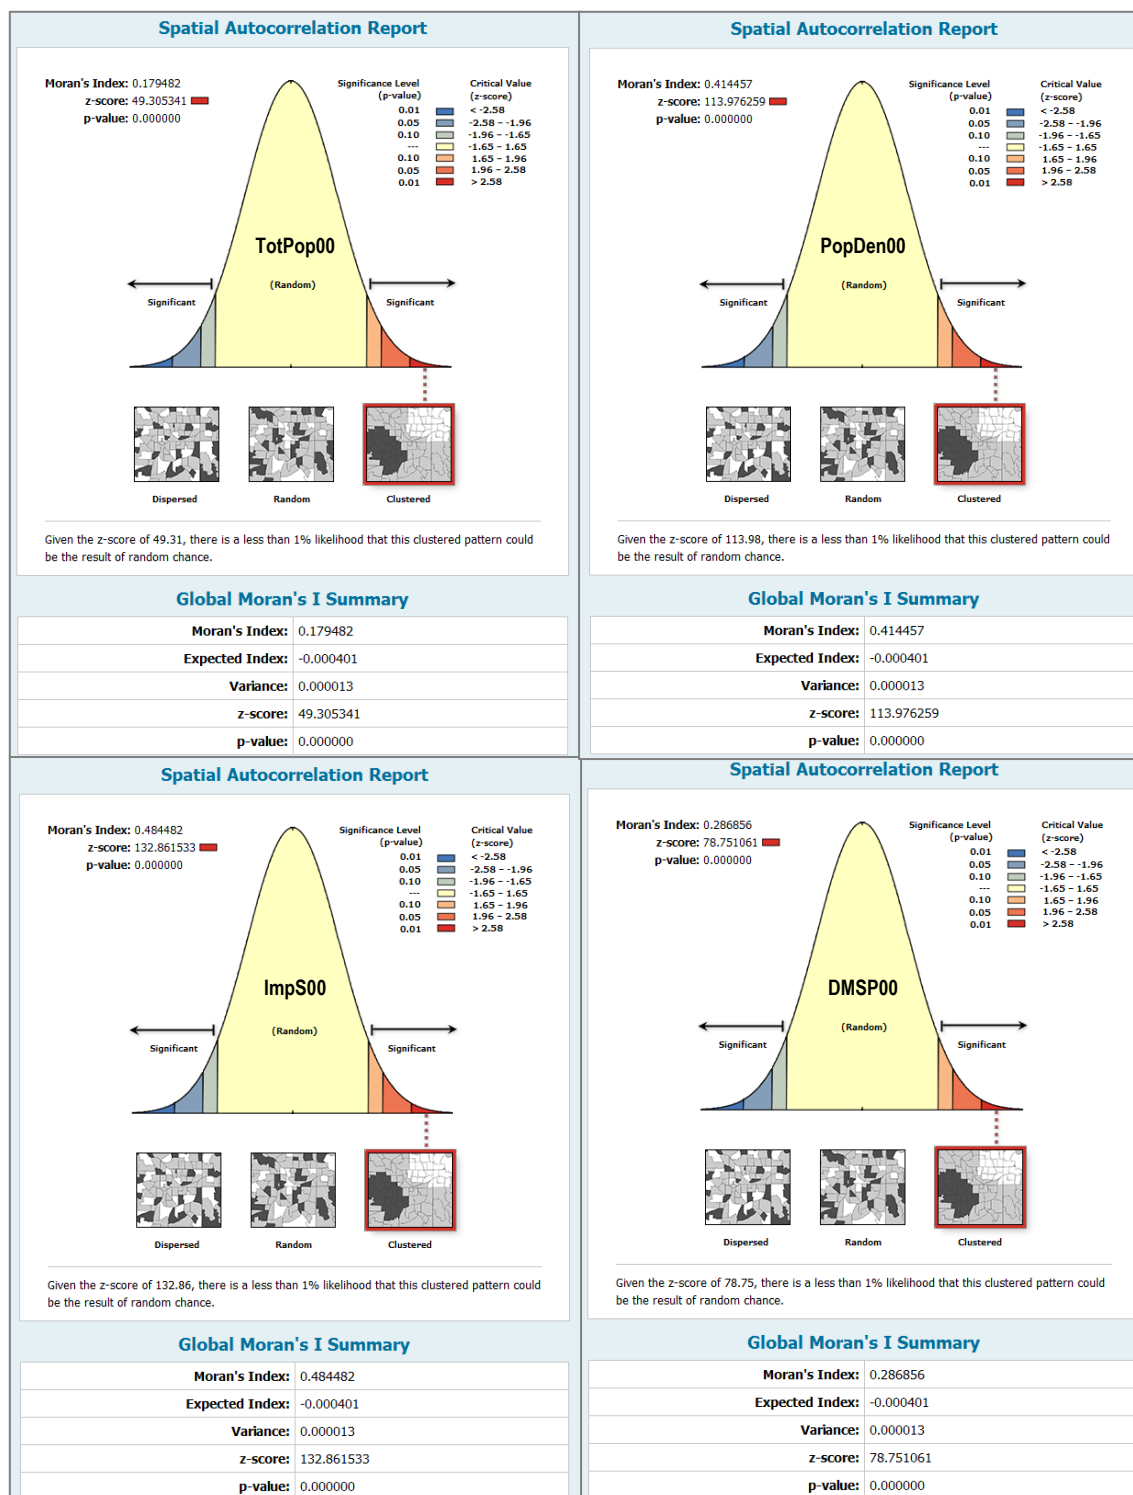 Spatial Autocorrelation Report
Moran's Index: 0.179482
z-score: 49.305341
p-value: 0.000000
Significance Level (p-value)
Critical Value (z-score)
0.01 < -2.58
0.05 -2.58 – -1.96
0.10 -1.96 – -1.65
--- -1.65 – 1.65
0.10 1.65 – 1.96
0.05 1.96 – 2.58
0.01 > 2.58
TotPop00
(Random)
Significant Significant
Dispersed Random Clustered
Given the z-score of 49.31, there is a less than 1% likelihood that this clustered pattern could
be the result of random chance.
Global Moran's I Summary
Moran's Index: 0.179482
Expected Index: -0.000401
Variance: 0.000013
z-score: 49.305341
p-value: 0.000000
Spatial Autocorrelation Report
Moran's Index: 0.414457
z-score: 113.976259
p-value: 0.000000
Significance Level (p-value)
Critical Value (z-score)
0.01 < -2.58
0.05 -2.58 – -1.96
0.10 -1.96 – -1.65
--- -1.65 – 1.65
0.10 1.65 – 1.96
0.05 1.96 – 2.58
0.01 > 2.58
PopDen00
(Random)
Significant Significant
Dispersed Random Clustered
Given the z-score of 113.98, there is a less than 1% likelihood that this clustered pattern could
be the result of random chance.
Global Moran's I Summary
Moran's Index: 0.414457
Expected Index: -0.000401
Variance: 0.000013
z-score: 113.976259
p-value: 0.000000
Spatial Autocorrelation Report
Moran's Index: 0.484482
z-score: 132.861533
p-value: 0.000000
Significance Level (p-value)
Critical Value (z-score)
0.01 < -2.58
0.05 -2.58 – -1.96
0.10 -1.96 – -1.65
--- -1.65 – 1.65
0.10 1.65 – 1.96
0.05 1.96 – 2.58
0.01 > 2.58
ImpS00
(Random)
Significant Significant
Dispersed Random Clustered
Given the z-score of 132.86, there is a less than 1% likelihood that this clustered pattern could
be the result of random chance.
Global Moran's I Summary
Moran's Index: 0.484482
Expected Index: -0.000401
Variance: 0.000013
z-score: 132.861533
p-value: 0.000000
Spatial Autocorrelation Report
Moran's Index: 0.286856
z-score: 78.751061
p-value: 0.000000
Significance Level (p-value)
Critical Value (z-score)
0.01 < -2.58
0.05 -2.58 – -1.96
0.10 -1.96 – -1.65
--- -1.65 – 1.65
0.10 1.65 – 1.96
0.05 1.96 – 2.58
0.01 > 2.58
DMSP00
(Random)
Significant Significant
Dispersed Random Clustered
Given the z-score of 78.75, there is a less than 1% likelihood that this clustered pattern could
be the result of random chance.
Global Moran's I Summary
Moran's Index: 0.286856
Expected Index: -0.000401
Variance: 0.000013
z-score: 78.751061
p-value: 0.000000